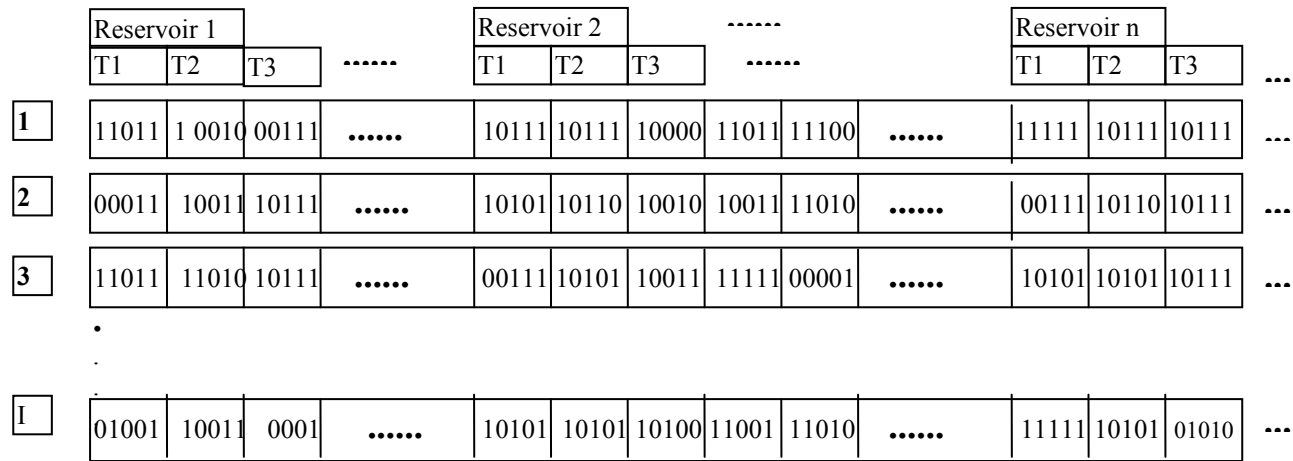 Reservoir 1 Reservoir 2 ...... Reservoir n
T1 T2 T3 ...... T1 T2 T3 ...... T1 T2 T3 ...
1 11011 1 0010 00111 ...... 10111 10111 10000 11011 11100 ...... 11111 10111 10111 ...
2 00011 10011 10111 ...... 10101 10110 10010 10011 11010 ...... 00111 10110 10111 ...
3 11011 11010 10111 ...... 00111 10101 10011 11111 00001 ...... 10101 10101 10111 ...
•
.
.
I 01001 10011 0001 ...... 10101 10101 10100 11001 11010 ...... 11111 10101 01010 ...